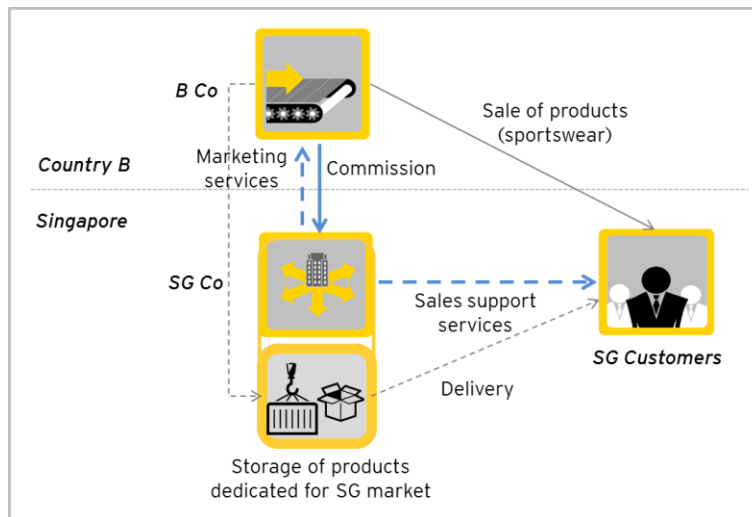 B Co
Sale of products
(sportswear)
Marketing
services
Commission
Country B
Singapore
SG Co
Sales support
services
SG Customers
Delivery
Storage of products
dedicated for SG market